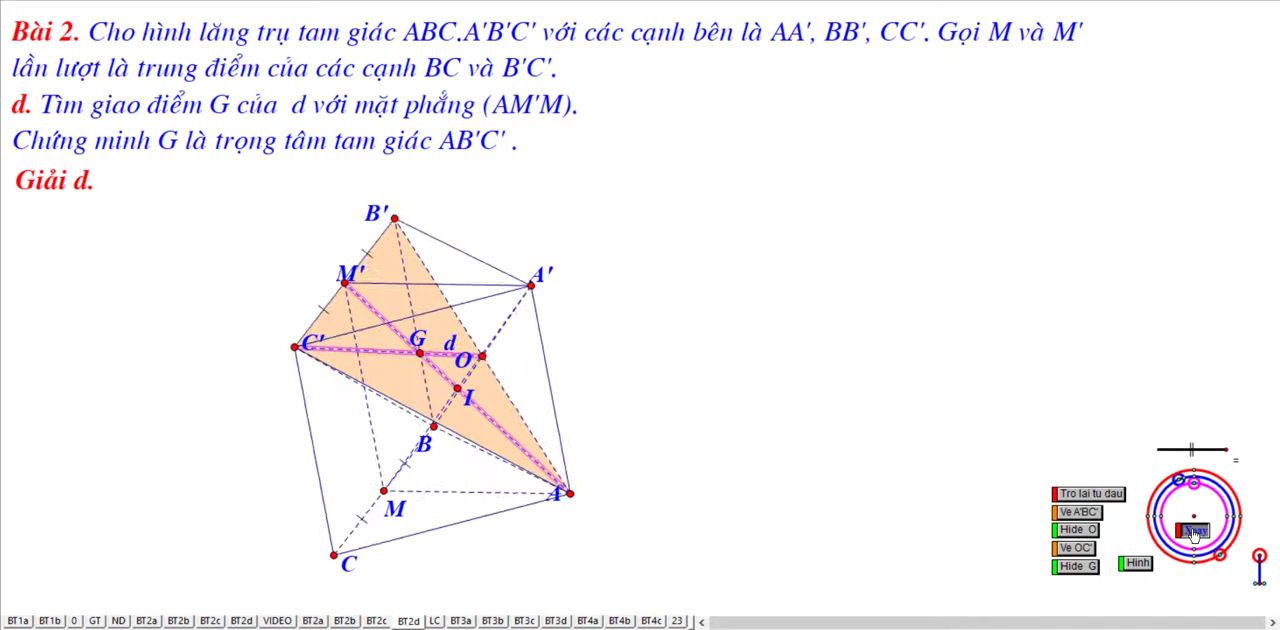 Bài 2. Cho hình lăng trụ tam giác ABC.A'B'C' với các cạnh bên là AA', BB', CC'. Gọi M và M'
lần lượt là trung điểm của các cạnh BC và B'C'.
d. Tìm giao điểm G của d với mặt phẳng (AM'M).
Chứng minh G là trọng tâm tam giác AB'C' .
Giải d.
B'
M'
A'
C'
G
d
O
I
B
A
M
C
=
Tro lai tu dau
Ve A'BC'
Hide O
Xoay
Ve OC'
Hide G
Hinh
BT1a BT1b 0 GT ND BT2a BT2b BT2c BT2d VIDEO BT2a BT2b BT2c BT2d LC BT3a BT3b BT3c BT3d BT4a BT4b BT4c 23